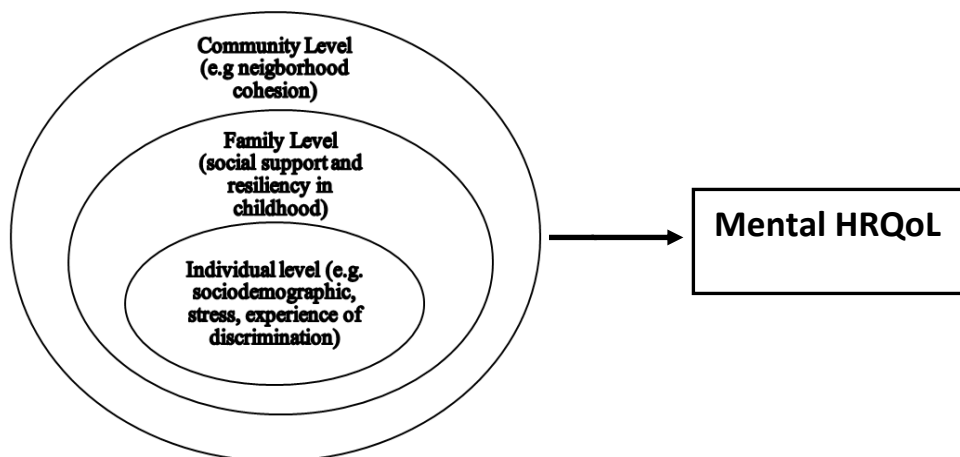 Community Level
(e.g neigborhood
cohesion)
Family Level
(social support and
resiliency in
childhood)
Individual level (e.g.
sociodemographic,
stress, experience of
discrimination)
Mental HRQoL